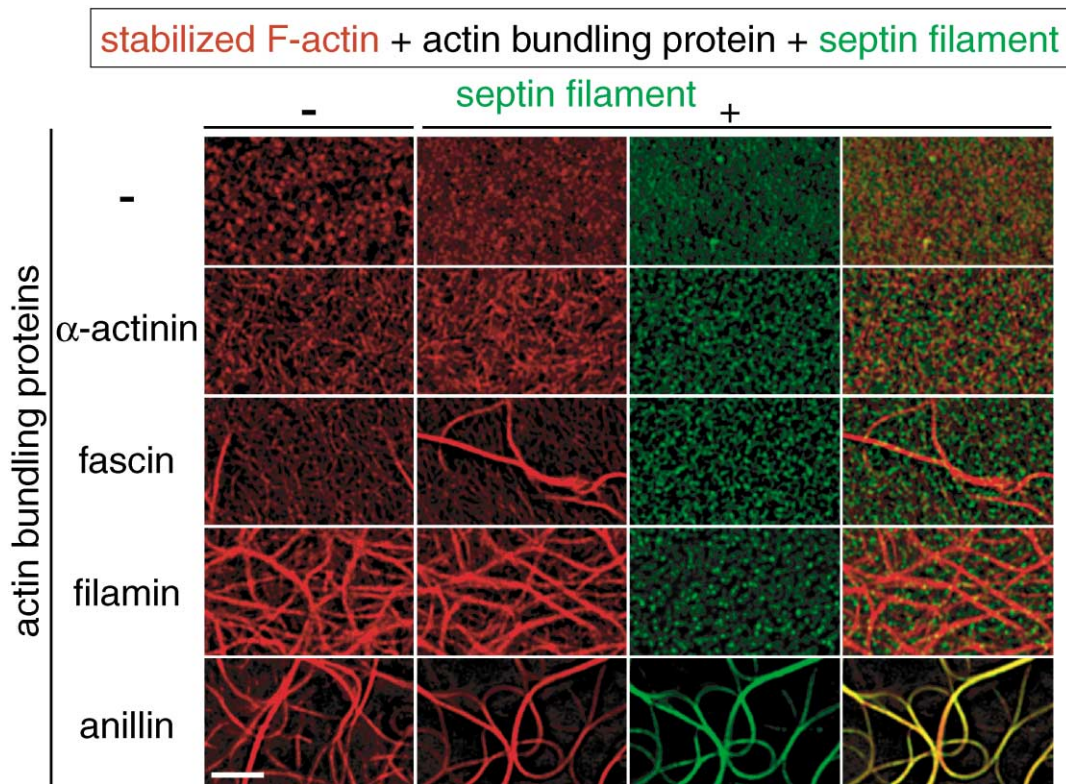 stabilized F-actin + actin bundling protein + septin filament
septin filament
- +
-
α-actinin
fascin
filamin
anillin
actin bundling proteins